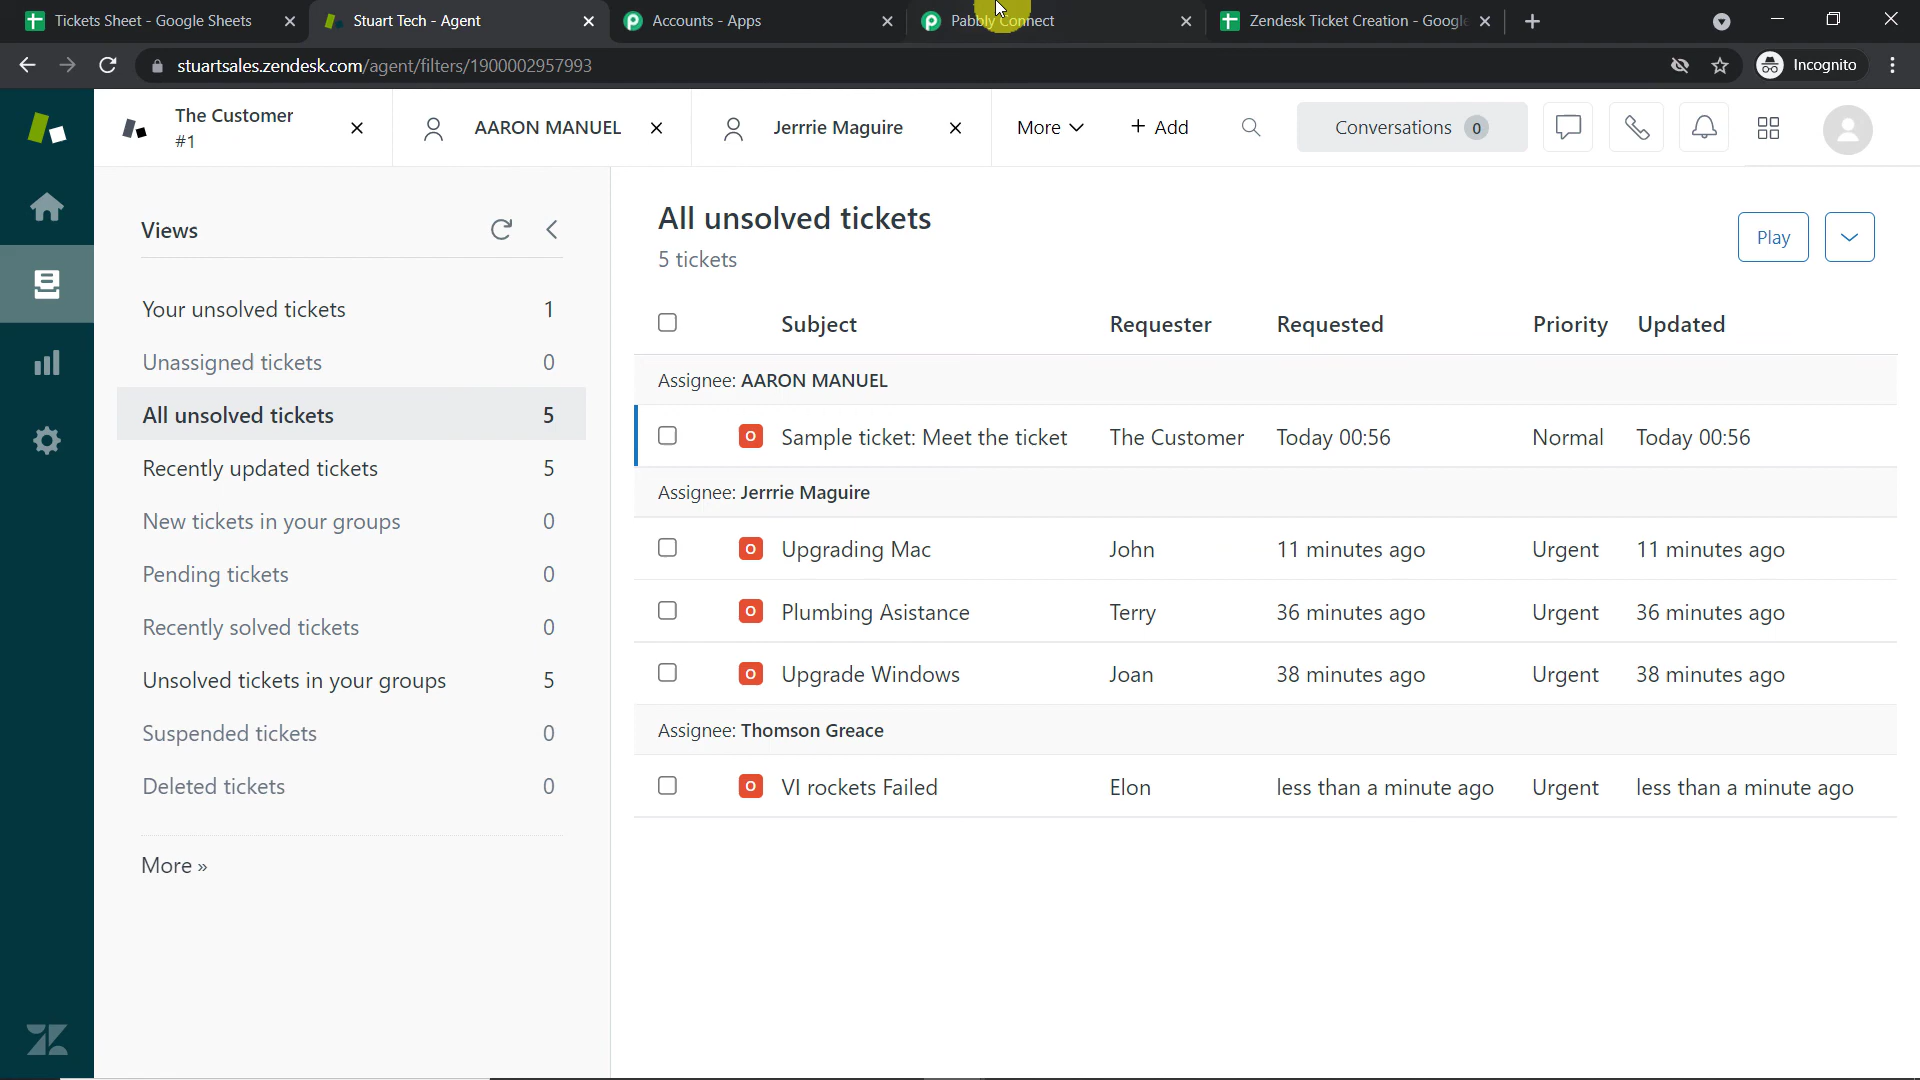 Tickets Sheet - Google Sheets
Stuart Tech - Agent
Accounts - Apps
Pabbly Connect
Zendesk Ticket Creation - Google
stuartsales.zendesk.com/agent/filters/1900002957993
Incognito
The Customer
#1
AARON MANUEL
Jerrrie Maguire
More
+ Add
Conversations 0
Views
Your unsolved tickets 1
Unassigned tickets 0
All unsolved tickets 5
Recently updated tickets 5
New tickets in your groups 0
Pending tickets 0
Recently solved tickets 0
Unsolved tickets in your groups 5
Suspended tickets 0
Deleted tickets 0
More »
All unsolved tickets
5 tickets
Play
Subject Requester Requested Priority Updated
Assignee: AARON MANUEL
O Sample ticket: Meet the ticket The Customer Today 00:56 Normal Today 00:56
Assignee: Jerrrie Maguire
O Upgrading Mac John 11 minutes ago Urgent 11 minutes ago
O Plumbing Asistance Terry 36 minutes ago Urgent 36 minutes ago
O Upgrade Windows Joan 38 minutes ago Urgent 38 minutes ago
Assignee: Thomson Greace
O VI rockets Failed Elon less than a minute ago Urgent less than a minute ago